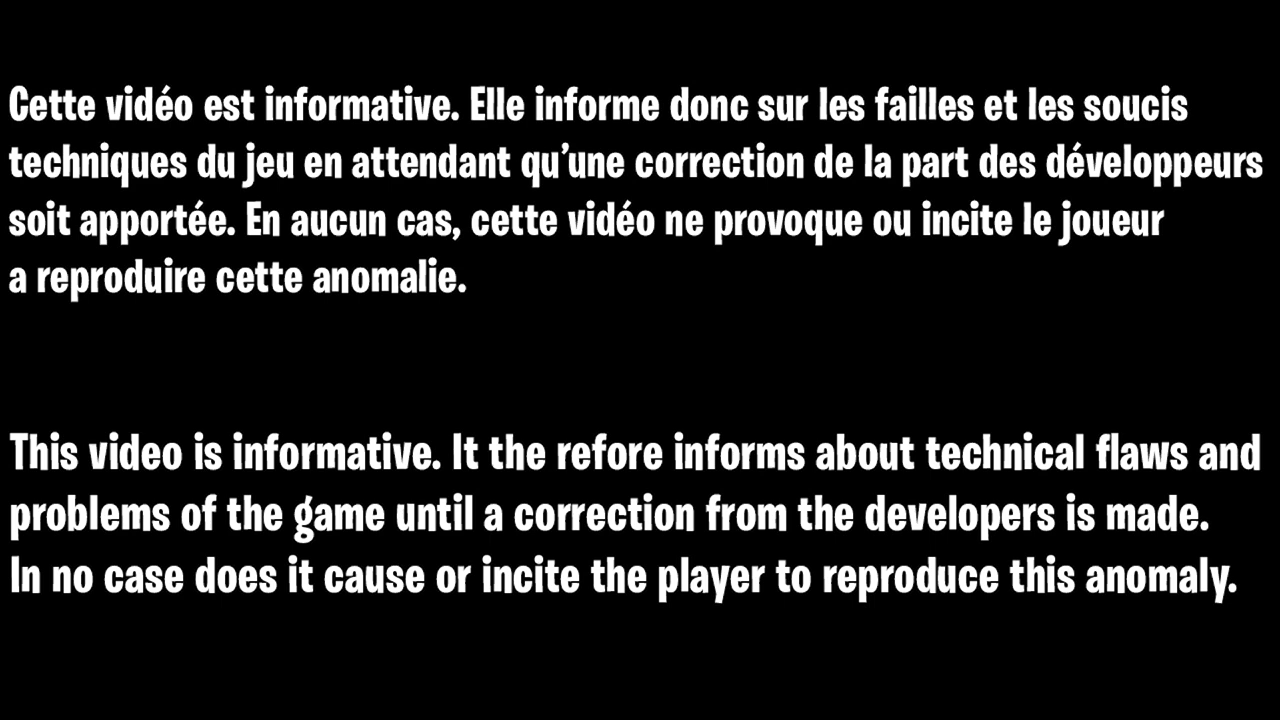 Cette vidéo est informative. Elle informe donc sur les failles et les soucis
techniques du jeu en attendant qu’une correction de la part des développeurs
soit apportée. En aucun cas, cette vidéo ne provoque ou incite le joueur
a reproduire cette anomalie.
This video is informative. It the refore informs about technical flaws and
problems of the game until a correction from the developers is made.
In no case does it cause or incite the player to reproduce this anomaly.